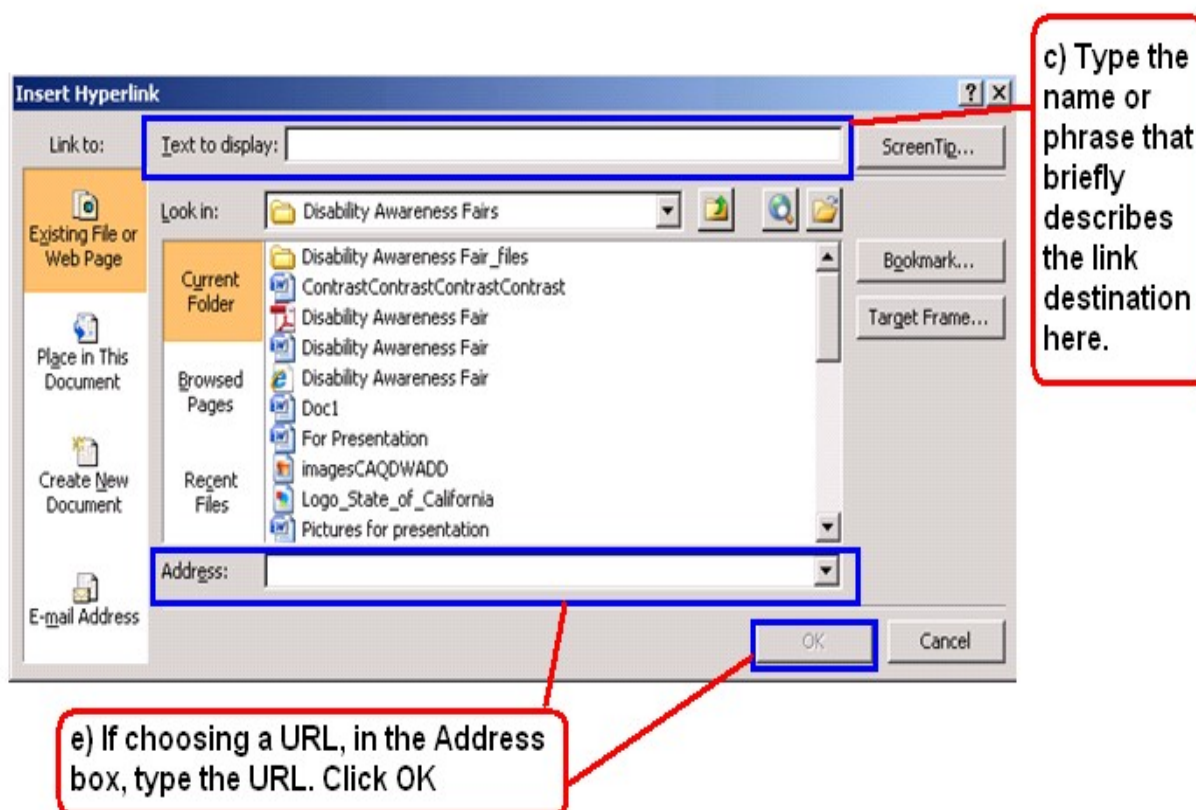 c) Type the
name or
phrase that
briefly
describes
the link
destination
here.
Insert Hyperlink
Link to:
Text to display:
ScreenTip...
Existing File or
Web Page
Look in:
Disability Awareness Fairs
Current
Folder
Disability Awareness Fair_files
ContrastContrastContrastContrast
Disability Awareness Fair
Disability Awareness Fair
Disability Awareness Fair
Doc1
For Presentation
imagesCAQDWADD
Logo_State_of_California
Pictures for presentation
Bookmark...
Target Frame...
Place in This
Document
Browsed
Pages
Create New
Document
Recent
Files
E-mail Address
Address:
OK
Cancel
e) If choosing a URL, in the Address
box, type the URL. Click OK